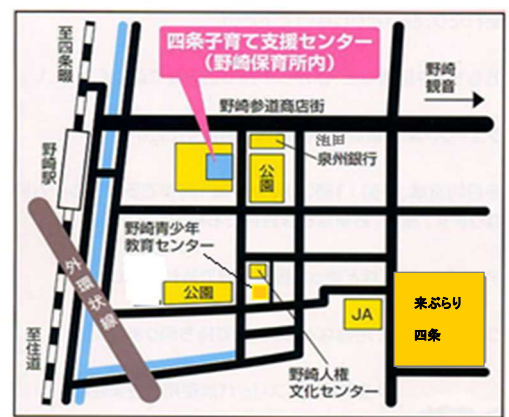 至四条畷
四条子育て支援センター
(野崎保育所内)
野崎
観音
野崎参道商店街
泉州銀行
公園
野崎駅
野崎青少年
教育センター
外環状線
公園
JA
来ぶらり
四条
至住道
野崎人権
文化センター